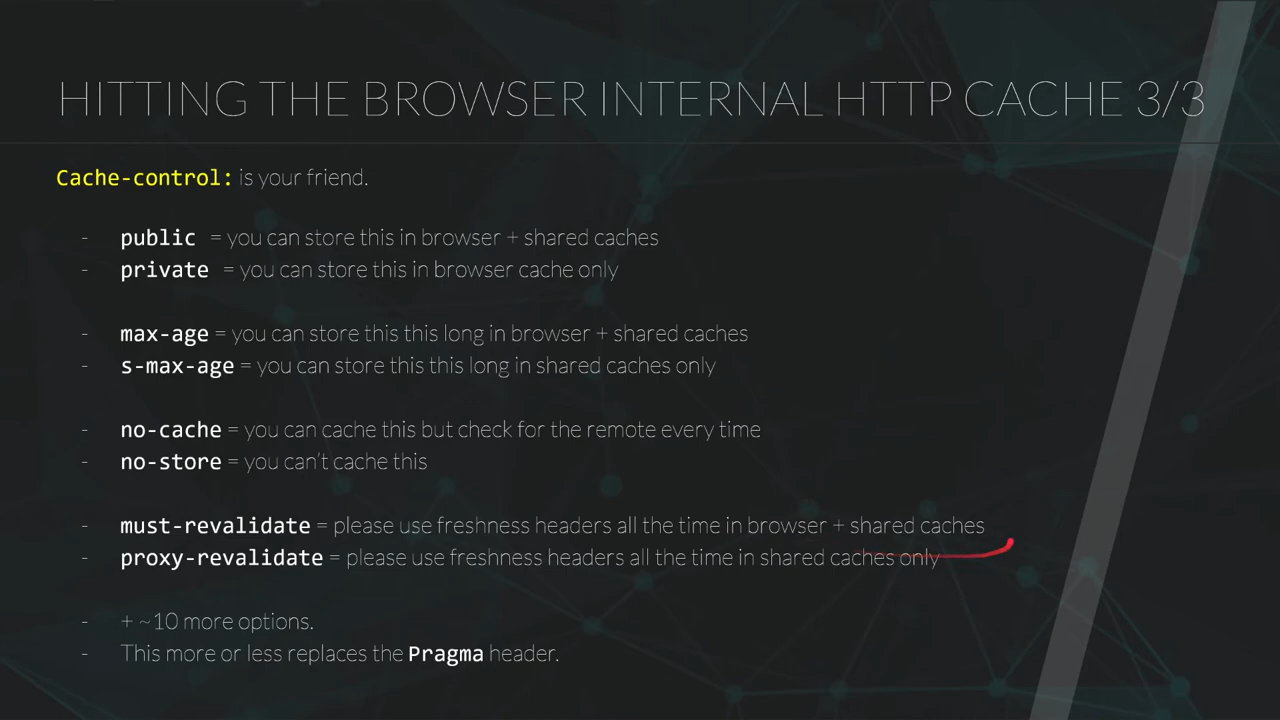 HITTING THE BROWSER INTERNAL HTTP CACHE 3/3
Cache-control: is your friend.
- public = you can store this in browser + shared caches
- private = you can store this in browser cache only
- max-age = you can store this this long in browser + shared caches
- s-max-age = you can store this this long in shared caches only
- no-cache = you can cache this but check for the remote every time
- no-store = you can't cache this
- must-revalidate = please use freshness headers all the time in browser + shared caches
- proxy-revalidate = please use freshness headers all the time in shared caches only
- + ~10 more options.
- This more or less replaces the Pragma header.